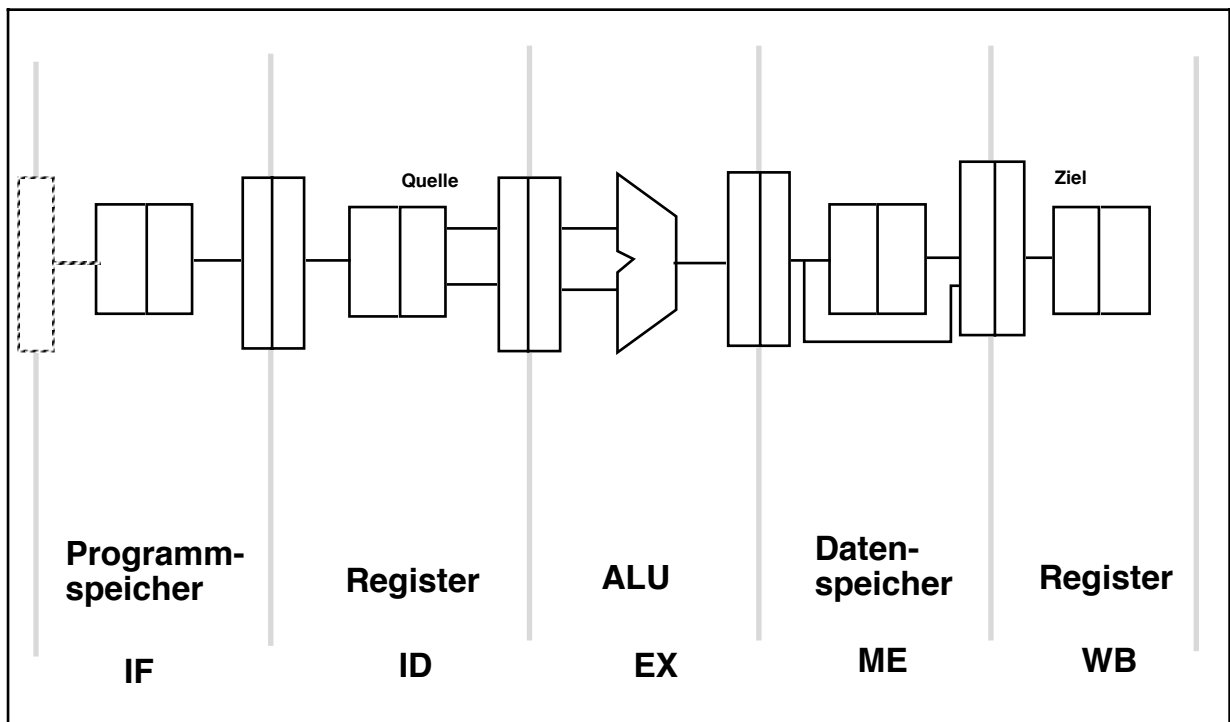 Quelle
Ziel
Programm-
speicher
Register
ALU
Daten-
speicher
Register
IF
ID
EX
ME
WB